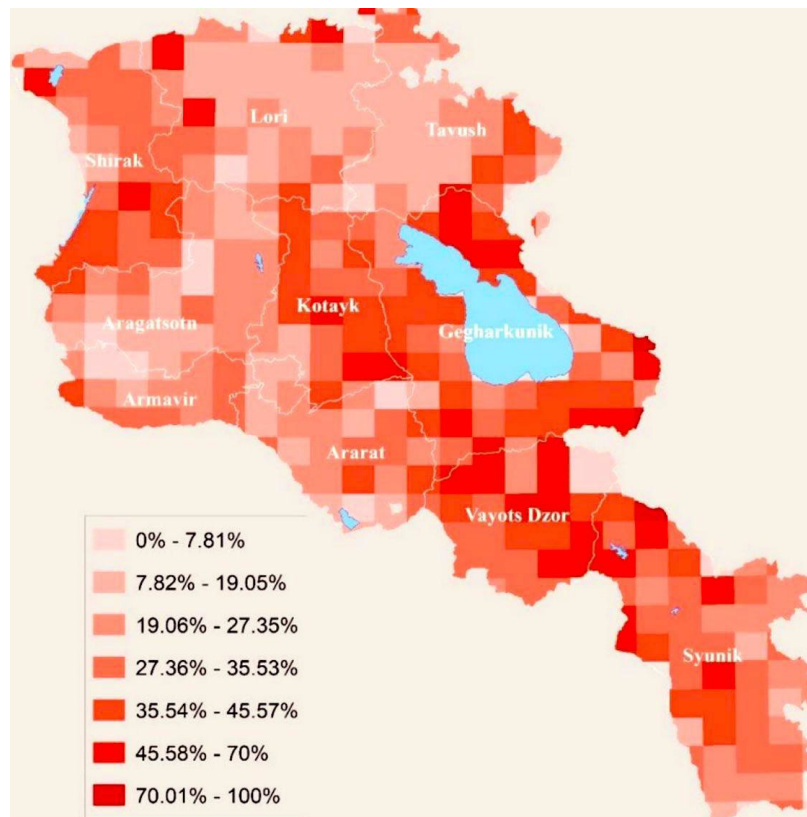 Lori
Tavush
Shirak
Kotayk
Aragatsotn
Gegharkunik
Armavir
Ararat
Vayots Dzor
Syunik
0% - 7.81%
7.82% - 19.05%
19.06% - 27.35%
27.36% - 35.53%
35.54% - 45.57%
45.58% - 70%
70.01% - 100%